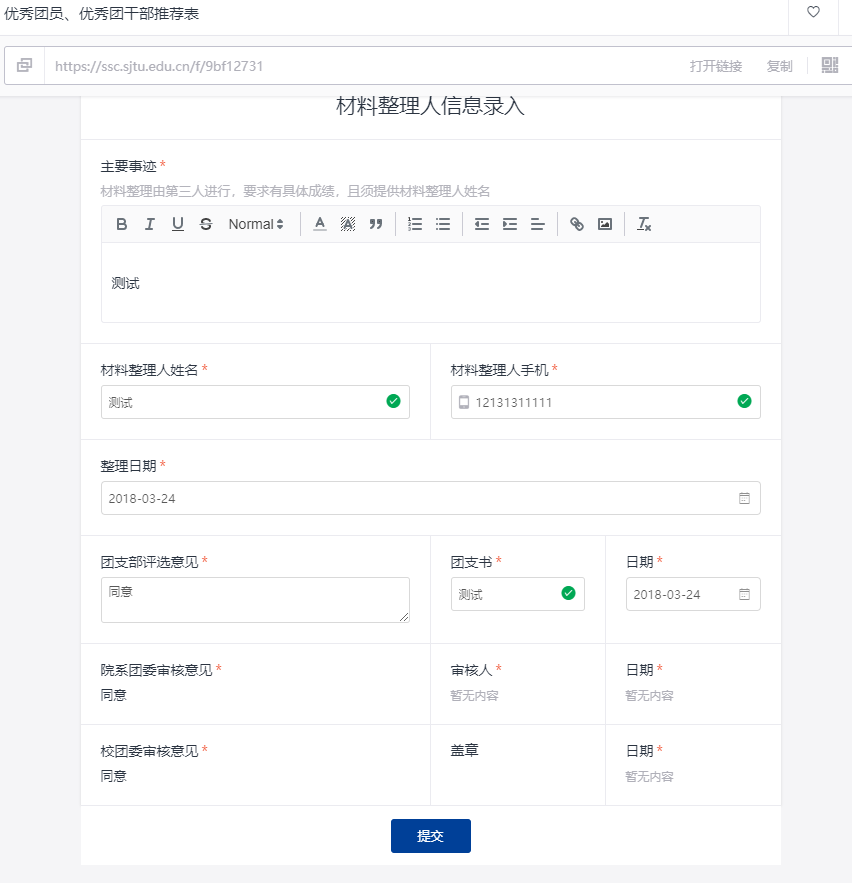 优秀团员、优秀团干部推荐表
https://ssc.sjtu.edu.cn/f/9bf12731 打开链接 复制
材料整理人信息录入
主要事迹 *
材料整理由第三人进行，要求有具体成绩，且须提供材料整理人姓名
B I U S Normal A A
测试
材料整理人姓名 * 材料整理人手机 *
测试 12131311111
整理日期 *
2018-03-24
团支部评选意见 * 团支书 * 日期 *
同意 测试 2018-03-24
院系团委审核意见 * 审核人 * 日期 *
同意 暂无内容 暂无内容
校团委审核意见 * 盖章 日期 *
同意 暂无内容
提交